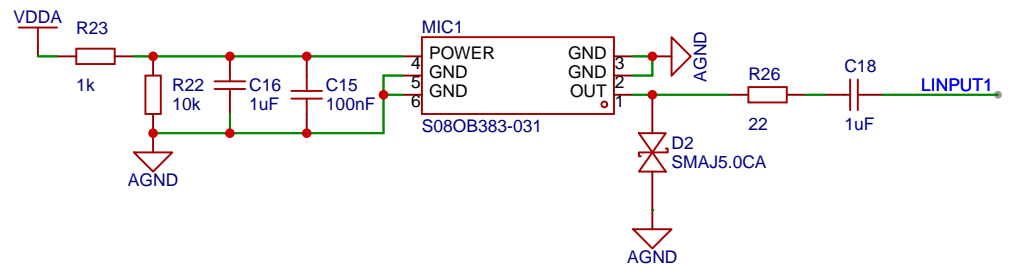 VDDA
R23
1k
R22
10k
C16
1uF
C15
100nF
AGND
MIC1
POWER
GND
GND
GND
GND
OUT
4
5
6
3
2
1
S08OB383-031
AGND
R26
22
C18
1uF
LINPUT1
D2
SMAJ5.0CA
AGND